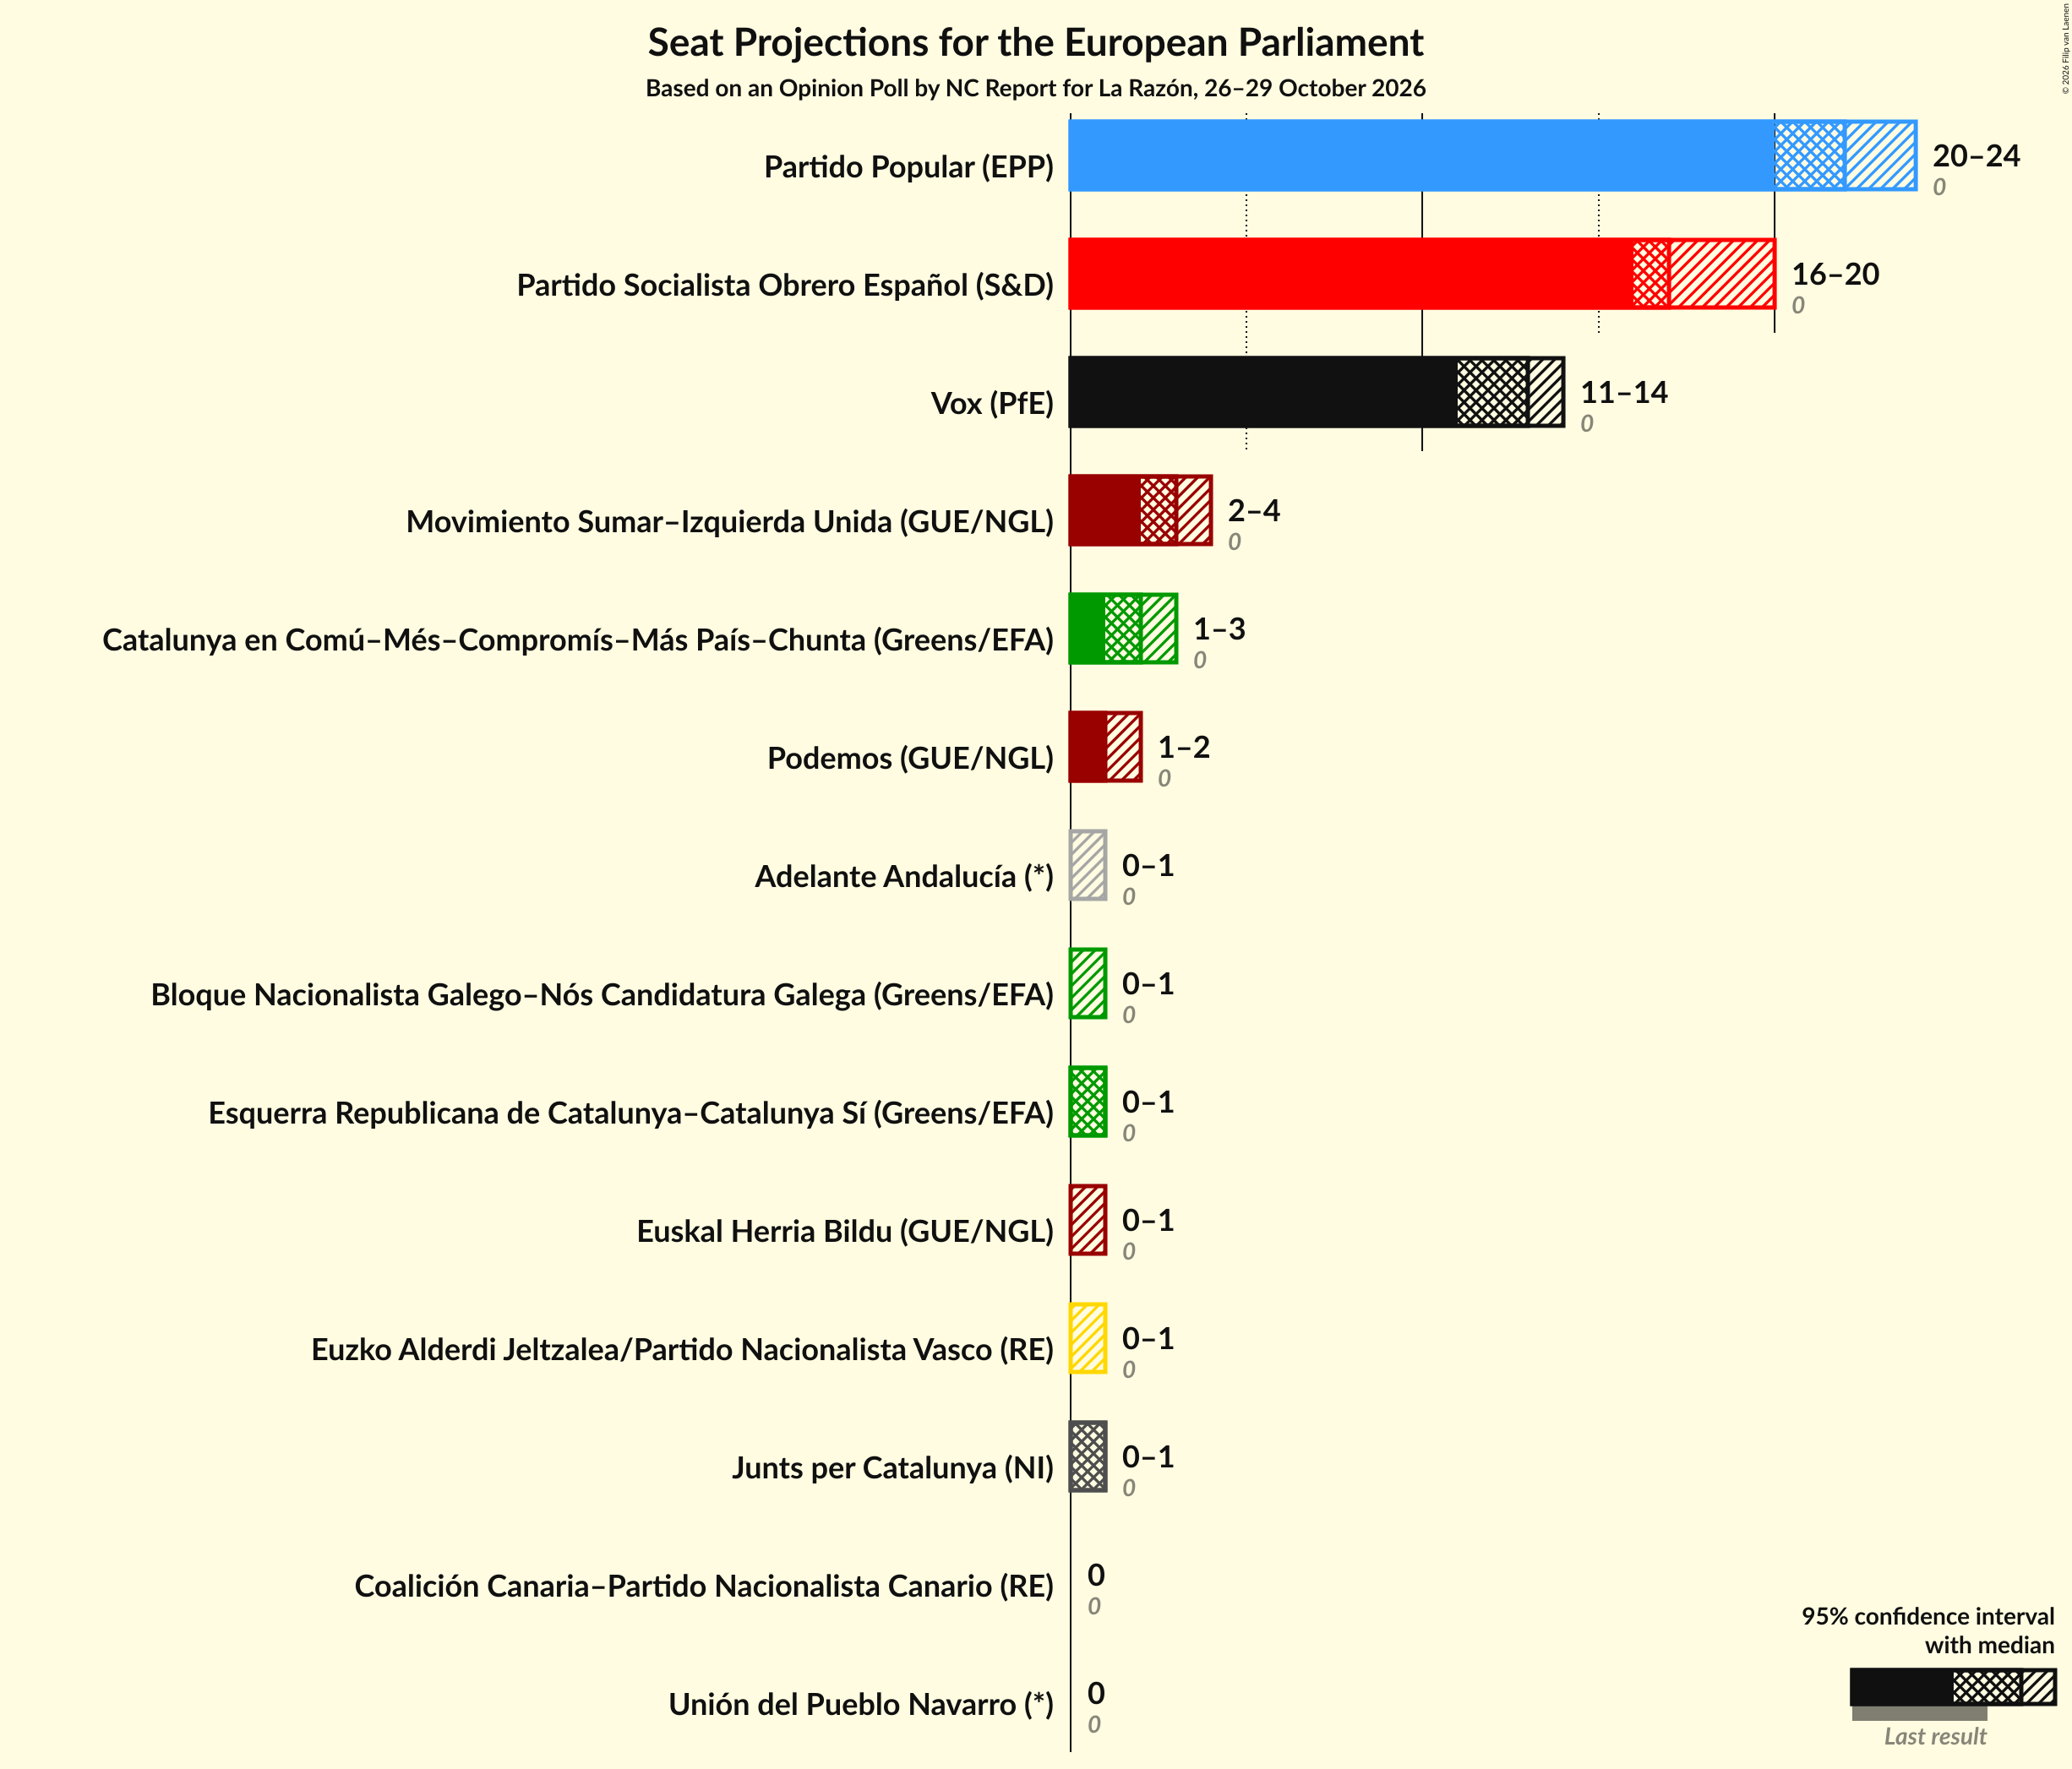 Seat Projections for the European Parliament
Based on an Opinion Poll by NC Report for La Razón, 26–29 October 2026
© 2026 Filip van Laenen
Partido Popular (EPP)
20–24
0
Partido Socialista Obrero Español (S&D)
16–20
0
Vox (PfE)
11–14
0
Movimiento Sumar–Izquierda Unida (GUE/NGL)
2–4
0
Catalunya en Comú–Més–Compromís–Más País–Chunta (Greens/EFA)
1–3
0
Podemos (GUE/NGL)
1–2
0
Adelante Andalucía (*)
0–1
0
Bloque Nacionalista Galego–Nós Candidatura Galega (Greens/EFA)
0–1
0
Esquerra Republicana de Catalunya–Catalunya Sí (Greens/EFA)
0–1
0
Euskal Herria Bildu (GUE/NGL)
0–1
0
Euzko Alderdi Jeltzalea/Partido Nacionalista Vasco (RE)
0–1
0
Junts per Catalunya (NI)
0–1
0
Coalición Canaria–Partido Nacionalista Canario (RE)
0
0
Unión del Pueblo Navarro (*)
0
0
95% confidence interval
with median
Last result